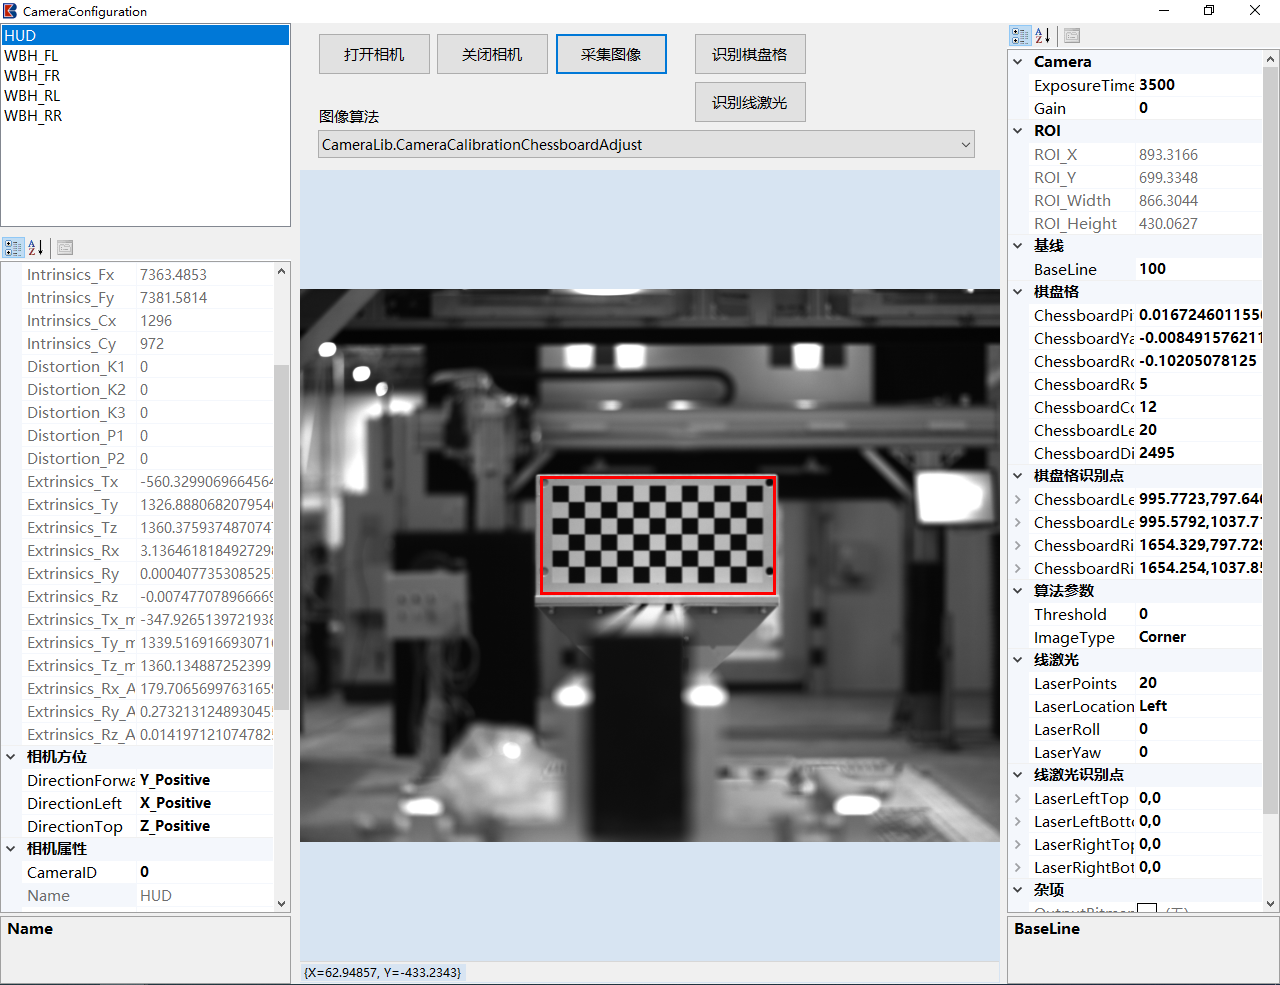 CameraConfiguration
HUD
WBH_FL
WBH_FR
WBH_RL
WBH_RR
打开相机
关闭相机
采集图像
识别棋盘格
识别线激光
图像算法
CameraLib.CameraCalibrationChessboardAdjust
Intrinsics_Fx 7363.4853
Intrinsics_Fy 7381.5814
Intrinsics_Cx 1296
Intrinsics_Cy 972
Distortion_K1 0
Distortion_K2 0
Distortion_K3 0
Distortion_P1 0
Distortion_P2 0
Extrinsics_Tx -560.3299069664564
Extrinsics_Ty 1326.888068207954
Extrinsics_Tz 1360.375937487074
Extrinsics_Rx 3.136461818492729
Extrinsics_Ry 0.000407735308525
Extrinsics_Rz -0.00747707896666
Extrinsics_Tx_m -347.926513972193
Extrinsics_Ty_m 1339.516916693071
Extrinsics_Tz_m 1360.134887252399
Extrinsics_Rx_A 179.7065699763165
Extrinsics_Ry_A 0.273213124893045
Extrinsics_Rz_A 0.014197121074782
相机方位
DirectionForwa Y_Positive
DirectionLeft X_Positive
DirectionTop Z_Positive
相机属性
CameraID 0
Name HUD
Name
{X=62.94857, Y=-433.2343}
Camera
ExposureTime 3500
Gain 0
ROI
ROI_X 893.3166
ROI_Y 699.3348
ROI_Width 866.3044
ROI_Height 430.0627
基线
BaseLine 100
棋盘格
ChessboardPi 0.016724601155
ChessboardYa -0.00849157621
ChessboardRo -0.10205078125
ChessboardRo 5
ChessboardCo 12
ChessboardLe 20
ChessboardDi 2495
棋盘格识别点
ChessboardLe 995.7723,797.64
ChessboardLe 995.5792,1037.7
ChessboardRi 1654.329,797.729
ChessboardRi 1654.254,1037.85
算法参数
Threshold 0
ImageType Corner
线激光
LaserPoints 20
LaserLocation Left
LaserRoll 0
LaserYaw 0
线激光识别点
LaserLeftTop 0,0
LaserLeftBott 0,0
LaserRightTop 0,0
LaserRightBot 0,0
杂项
BaseLine